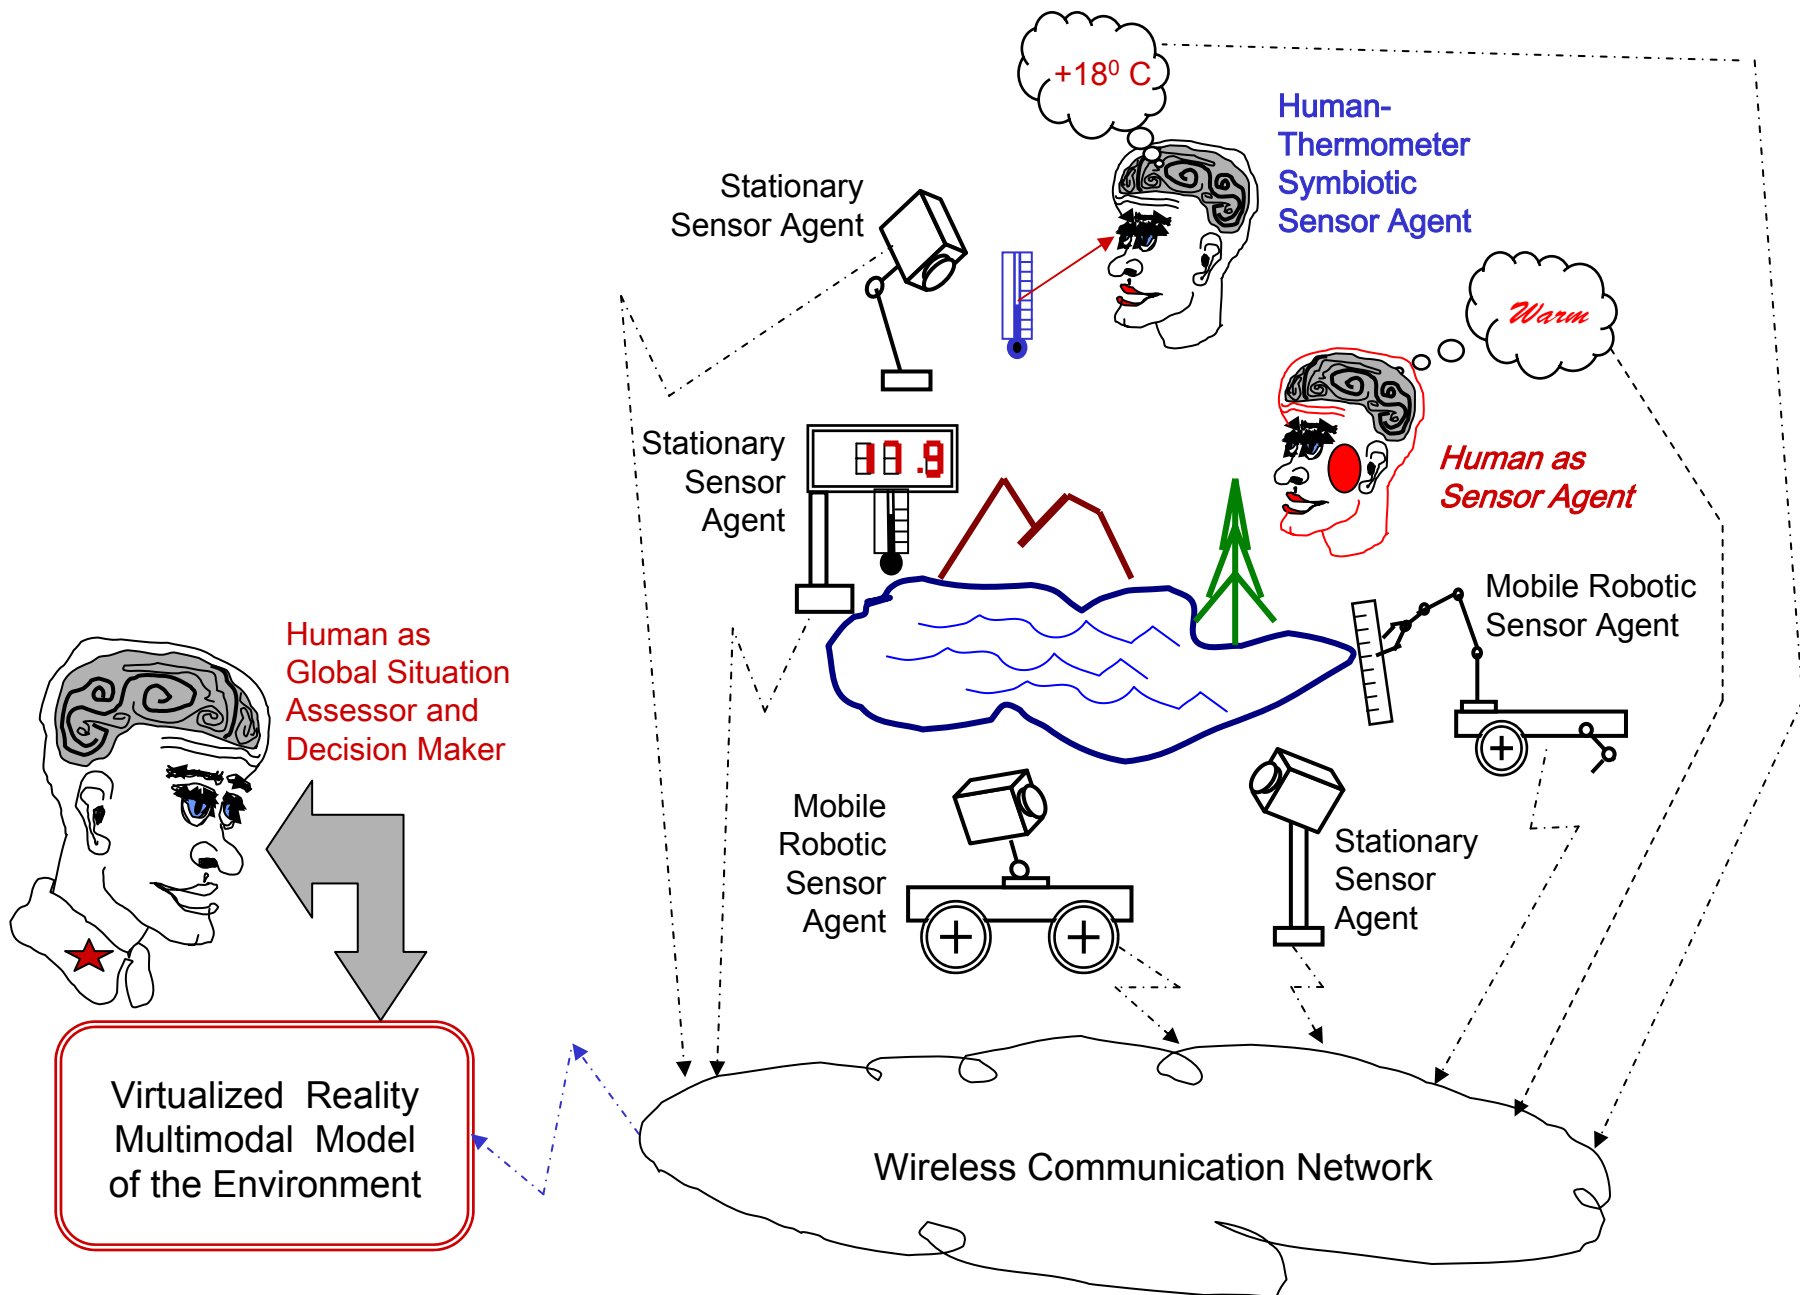 +18⁰ C
Human-
Thermometer
Symbiotic
Sensor Agent
Stationary
Sensor Agent
Warm
Stationary
Sensor
Agent
17.9
Human as
Sensor Agent
Mobile Robotic
Sensor Agent
Human as
Global Situation
Assessor and
Decision Maker
Mobile
Robotic
Sensor
Agent
Stationary
Sensor
Agent
Virtualized Reality
Multimodal Model
of the Environment
Wireless Communication Network